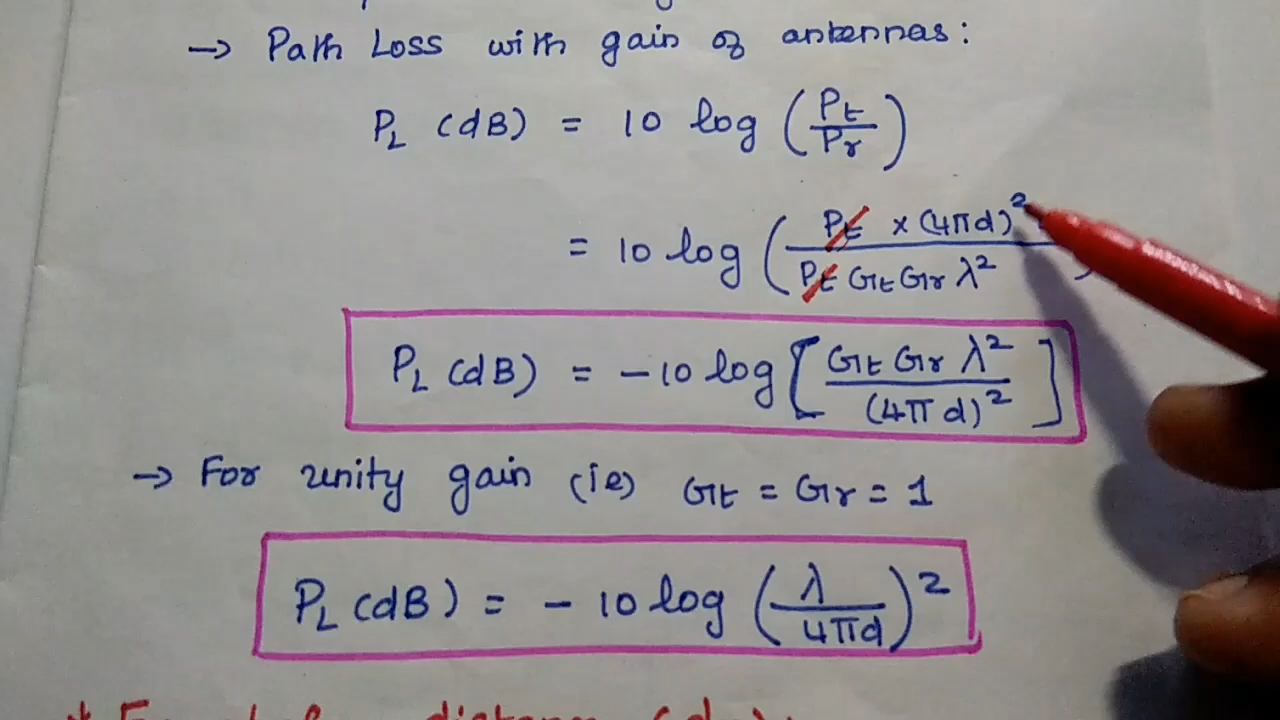 → Path Loss with gain of antennas:
PL (dB) = 10 log (Pt/Pr)
= 10 log (Pt × (4πd)²/Pt Gt Gr λ²)
PL (dB) = -10 log [Gt Gr λ²/(4πd)²]
→ For unity gain (ie) Gt = Gr = 1
PL (dB) = - 10 log (λ/4πd)²
distance